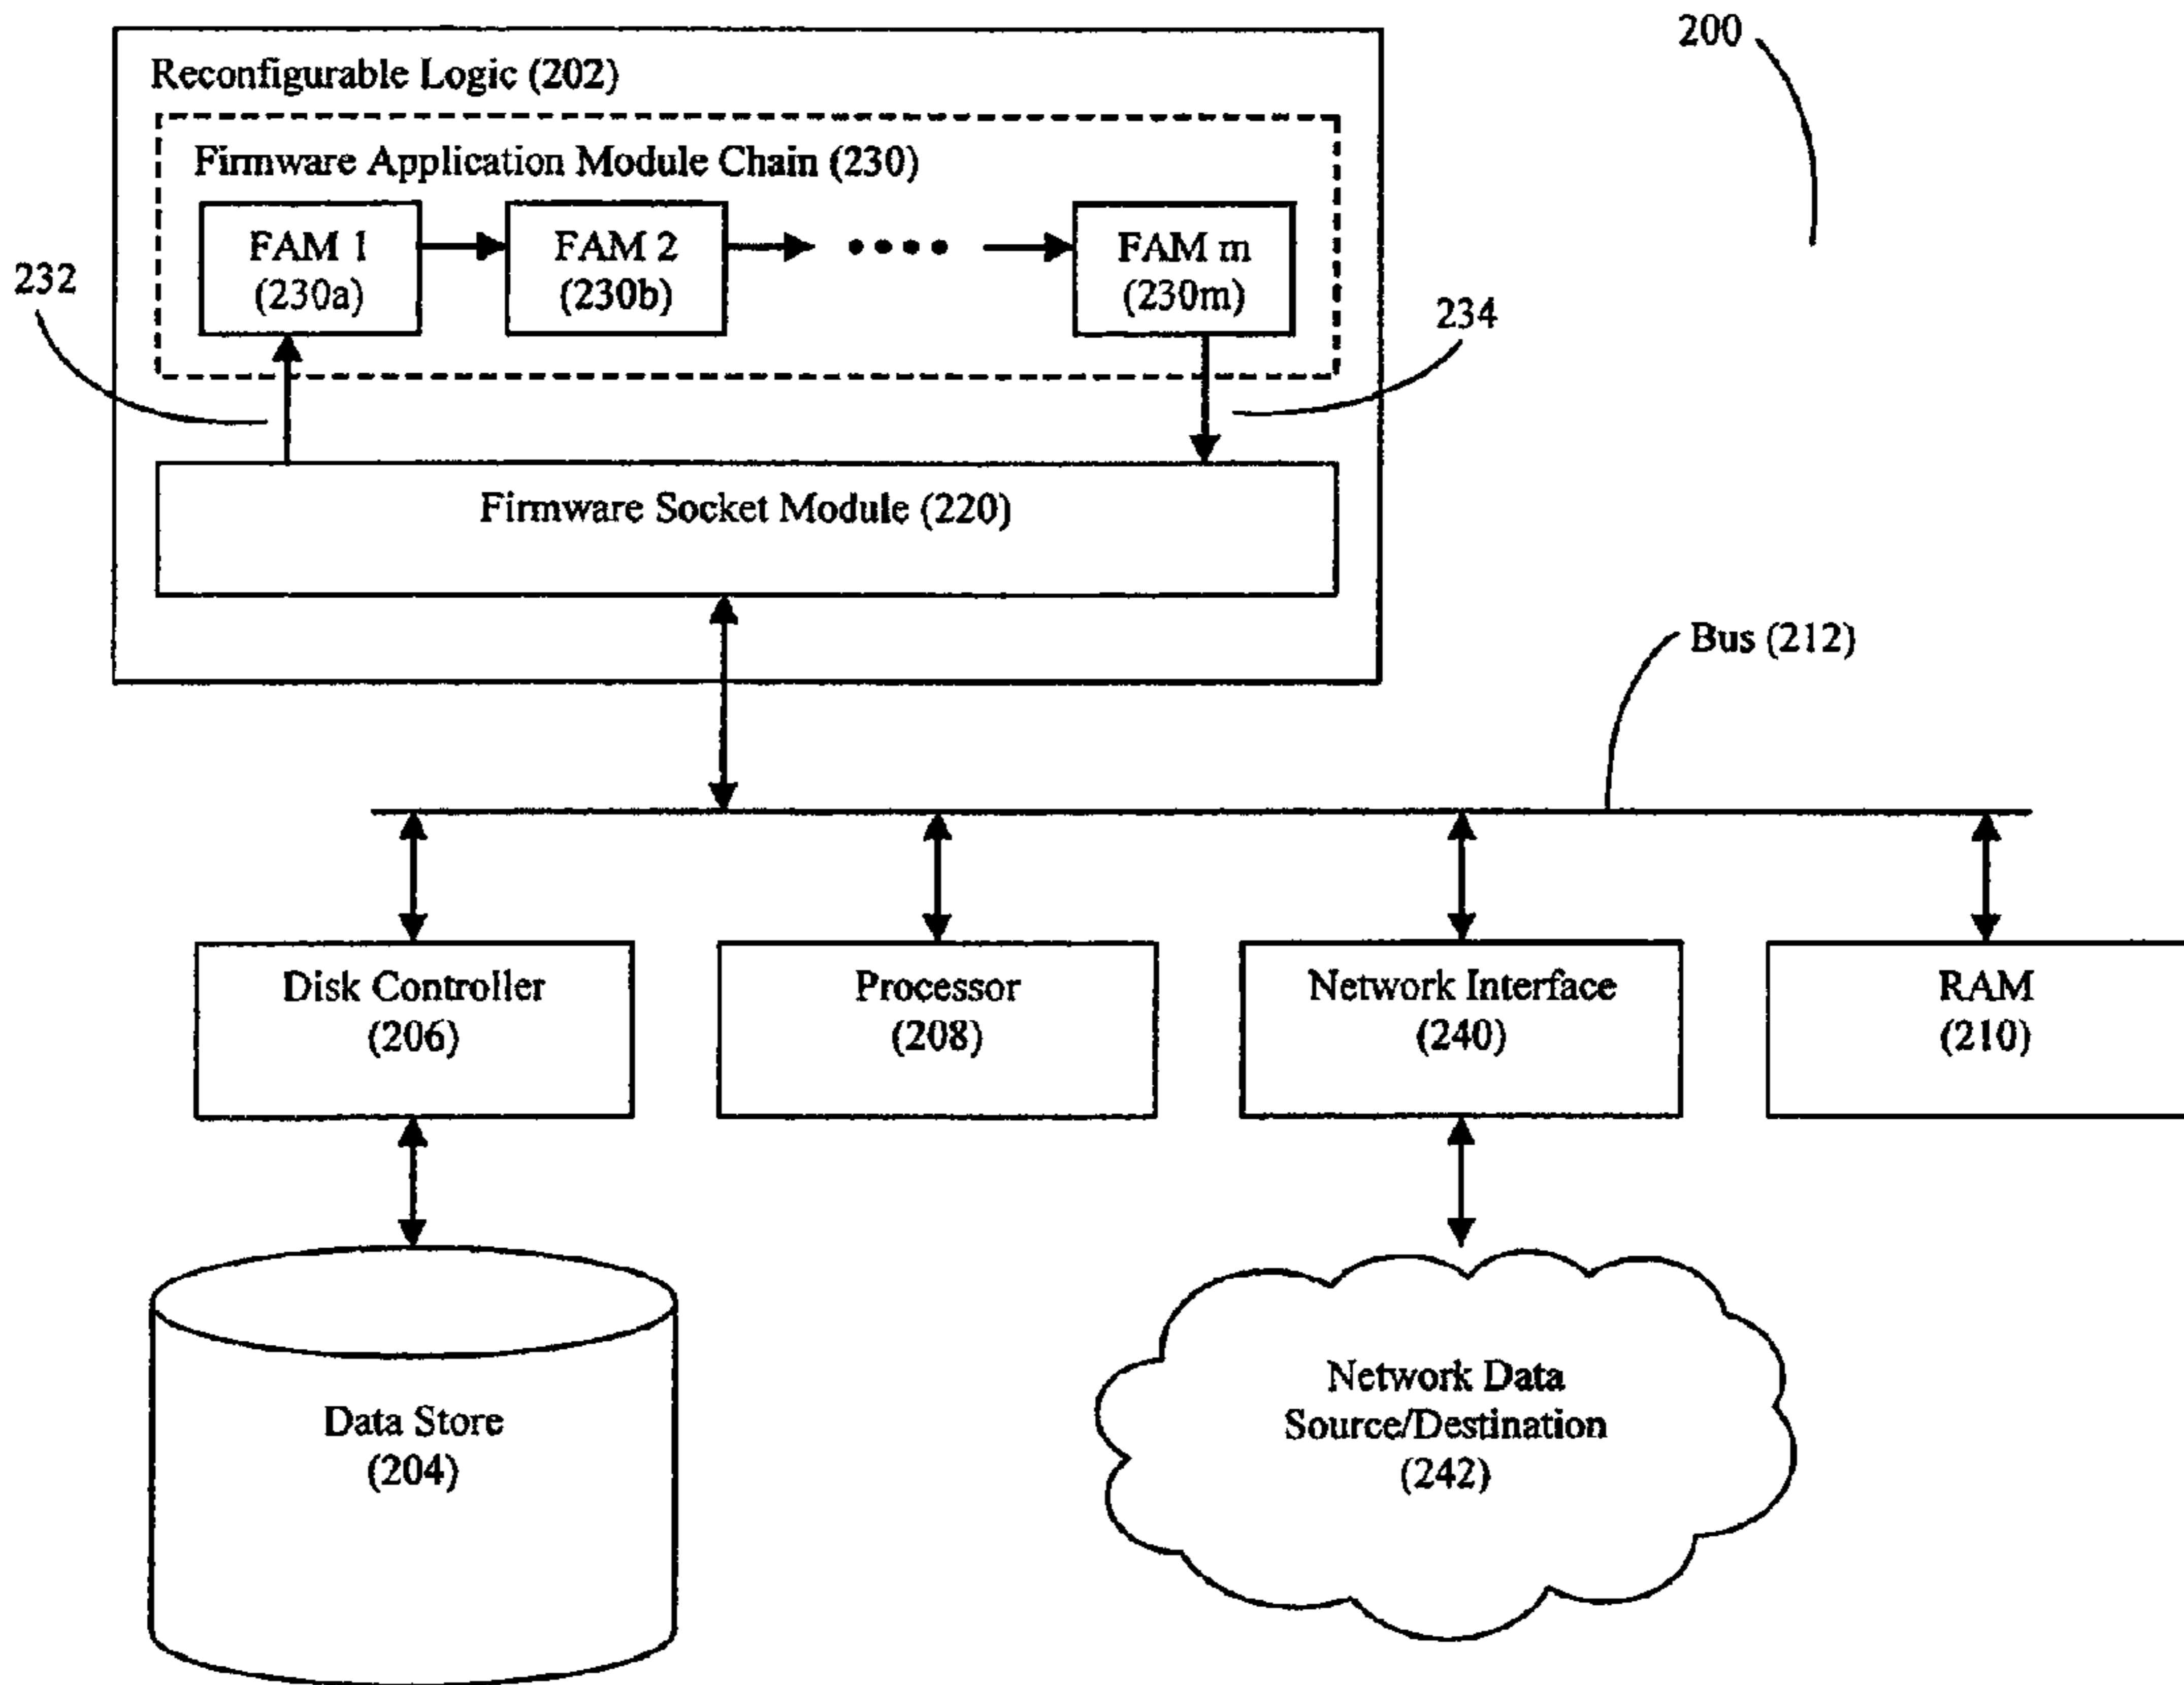 200
Reconfigurable Logic (202)
Firmware Application Module Chain (230)
FAM 1
(230a)
FAM 2
(230b)
FAM m
(230m)
232
234
Firmware Socket Module (220)
Bus (212)
Disk Controller
(206)
Processor
(208)
Network Interface
(240)
RAM
(210)
Data Store
(204)
Network Data
Source/Destination
(242)